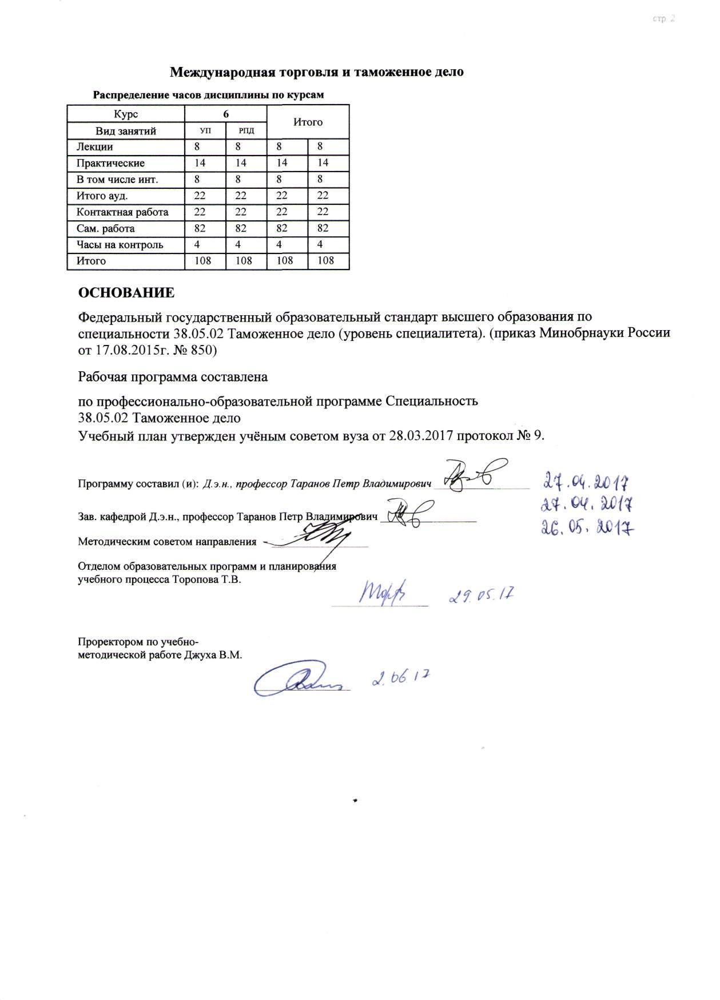 стр. 2
Международная торговля и таможенное дело
Распределение часов дисциплины по курсам
Курс 6 Итого
Вид занятий УП РПД
Лекции 8 8 8 8
Практические 14 14 14 14
В том числе инт. 8 8 8 8
Итого ауд. 22 22 22 22
Контактная работа 22 22 22 22
Сам. работа 82 82 82 82
Часы на контроль 4 4 4 4
Итого 108 108 108 108
ОСНОВАНИЕ
Федеральный государственный образовательный стандарт высшего образования по
специальности 38.05.02 Таможенное дело (уровень специалитета). (приказ Минобрнауки России
от 17.08.2015г. № 850)
Рабочая программа составлена
по профессионально-образовательной программе Специальность
38.05.02 Таможенное дело
Учебный план утвержден учёным советом вуза от 28.03.2017 протокол № 9.
Программу составил (и): Д.э.н., профессор Таранов Петр Владимирович 27.04.2017
27.04.2017
Зав. кафедрой Д.э.н., профессор Таранов Петр Владимирович
26.05.2017
Методическим советом направления
Отделом образовательных программ и планирования
учебного процесса Торопова Т.В.
29.05.17
Проректором по учебно-
методической работе Джуха В.М.
2.06 17